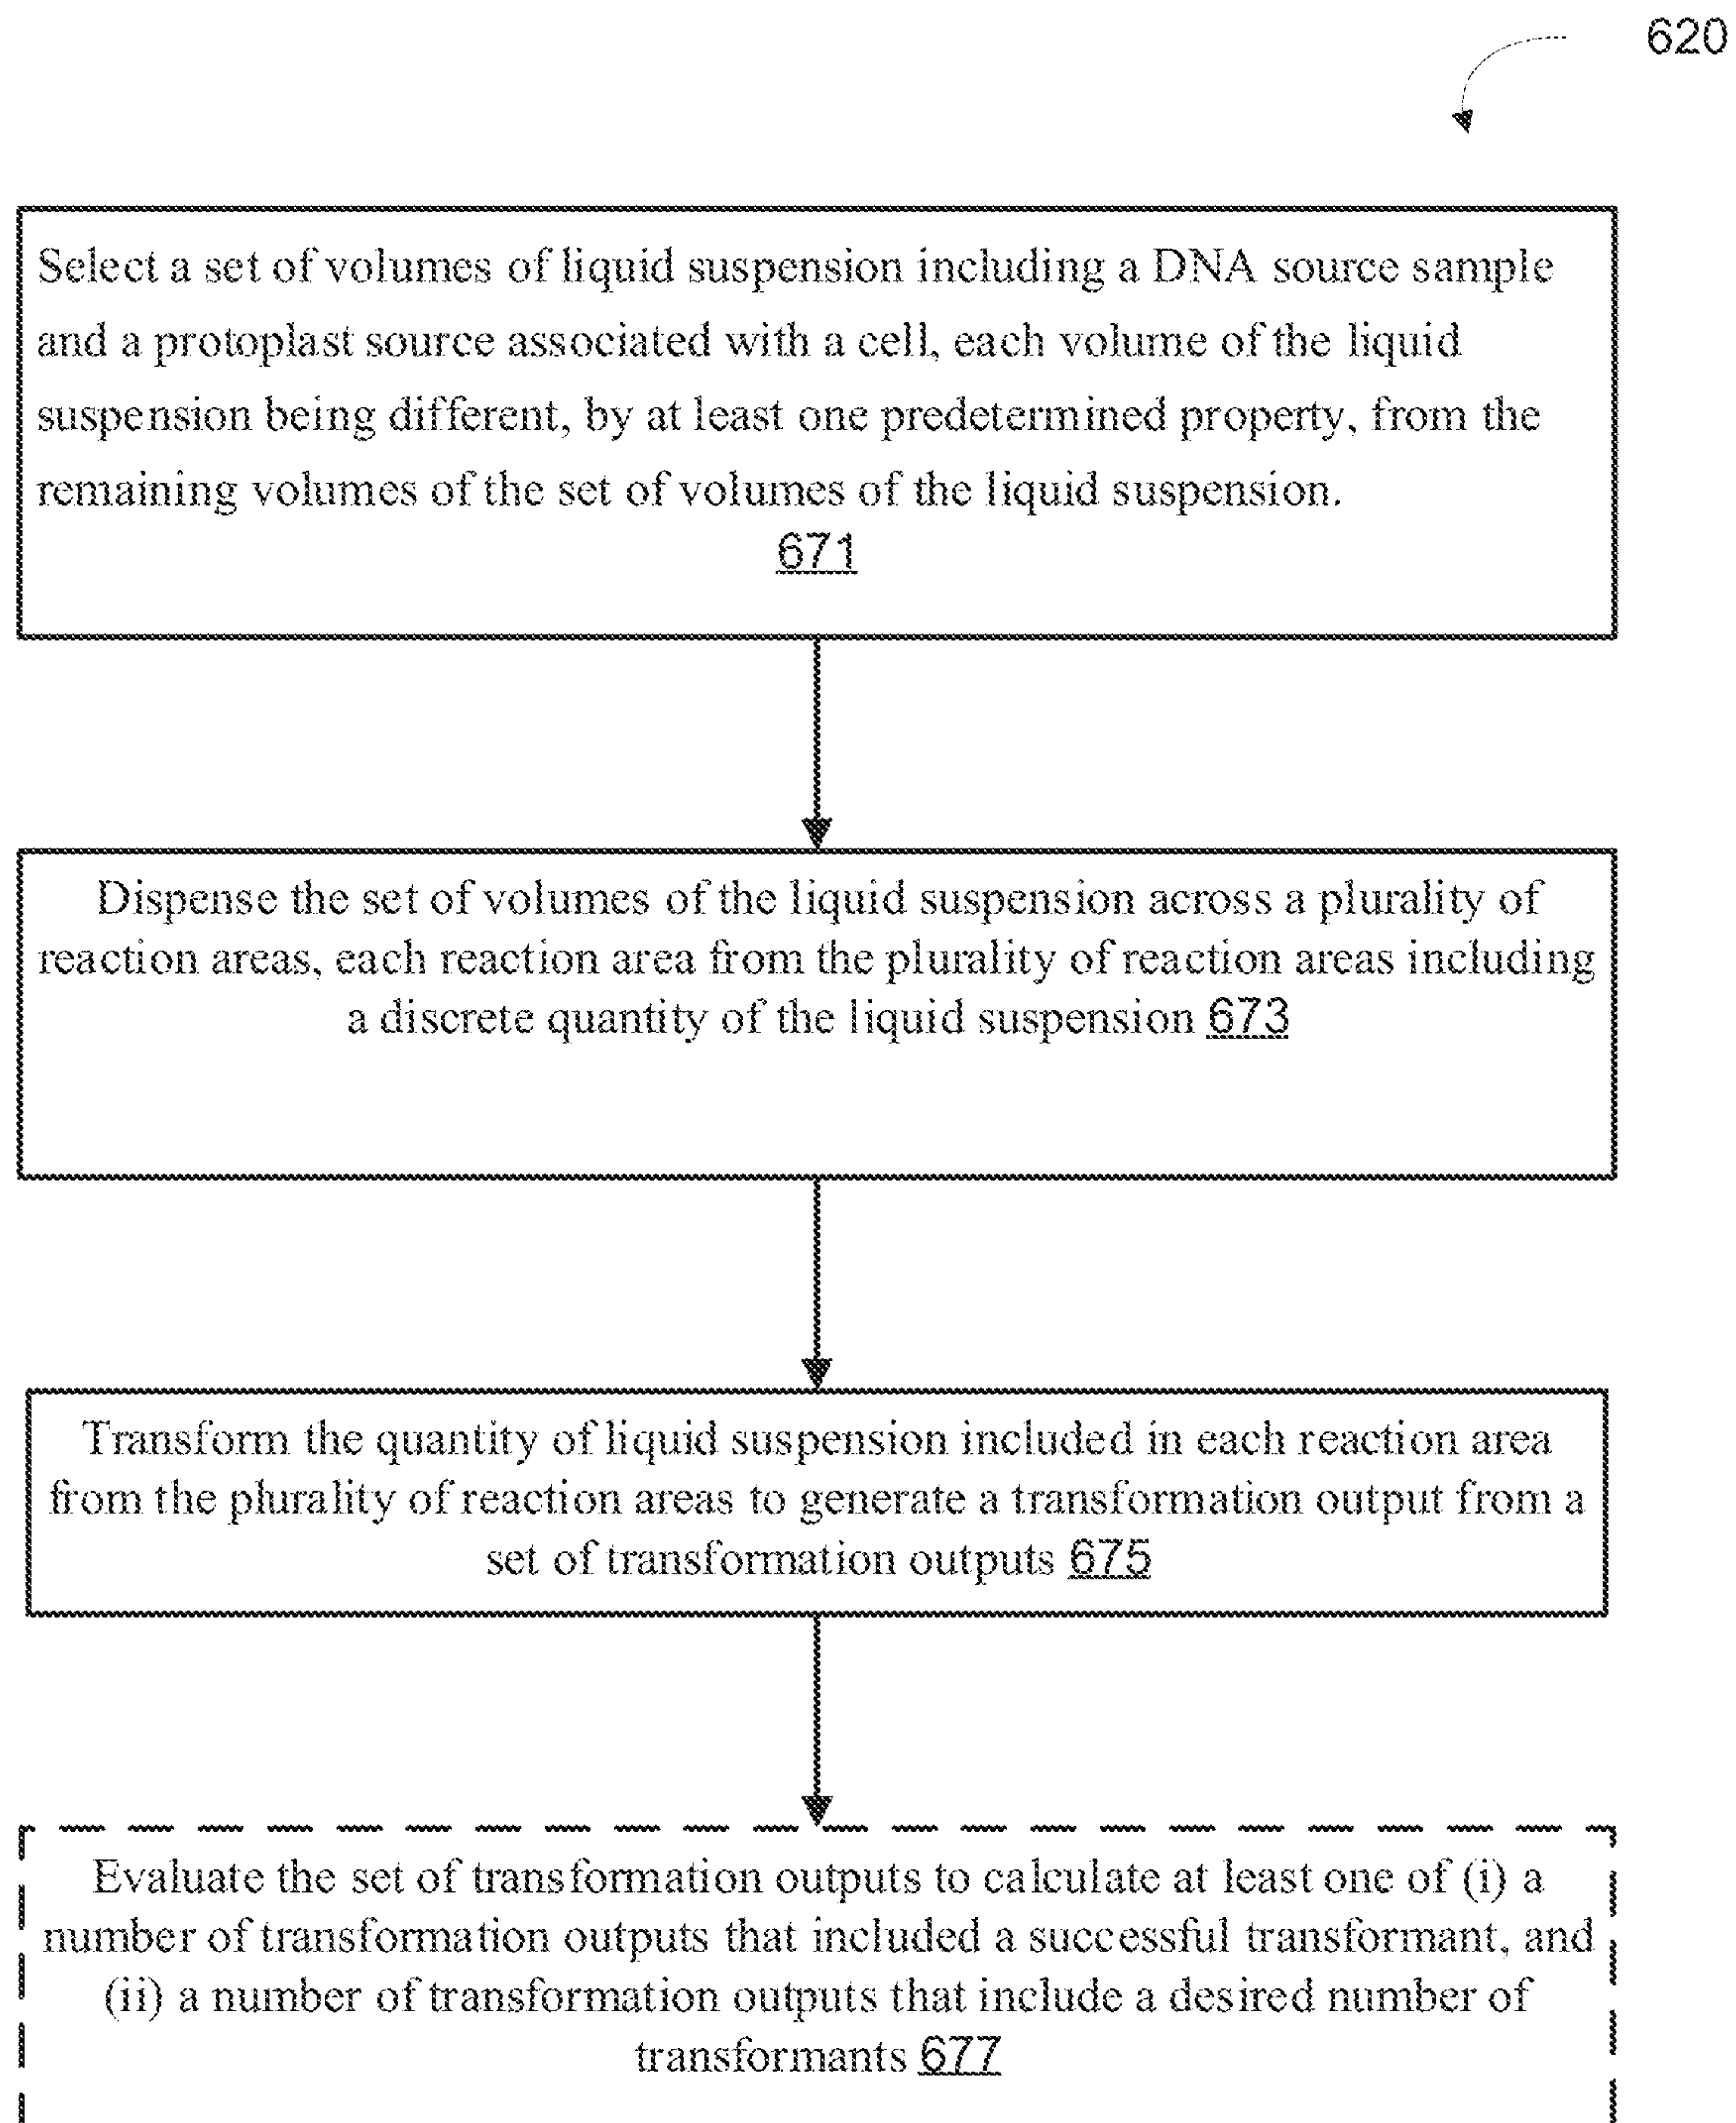 620
Select a set of volumes of liquid suspension including a DNA source sample
and a protoplast source associated with a cell, each volume of the liquid
suspension being different, by at least one predetermined property, from the
remaining volumes of the set of volumes of the liquid suspension.
671
Dispense the set of volumes of the liquid suspension across a plurality of
reaction areas, each reaction area from the plurality of reaction areas including
a discrete quantity of the liquid suspension 673
Transform the quantity of liquid suspension included in each reaction area
from the plurality of reaction areas to generate a transformation output from a
set of transformation outputs 675
Evaluate the set of transformation outputs to calculate at least one of (i) a
number of transformation outputs that included a successful transformant, and
(ii) a number of transformation outputs that include a desired number of
transformants 677